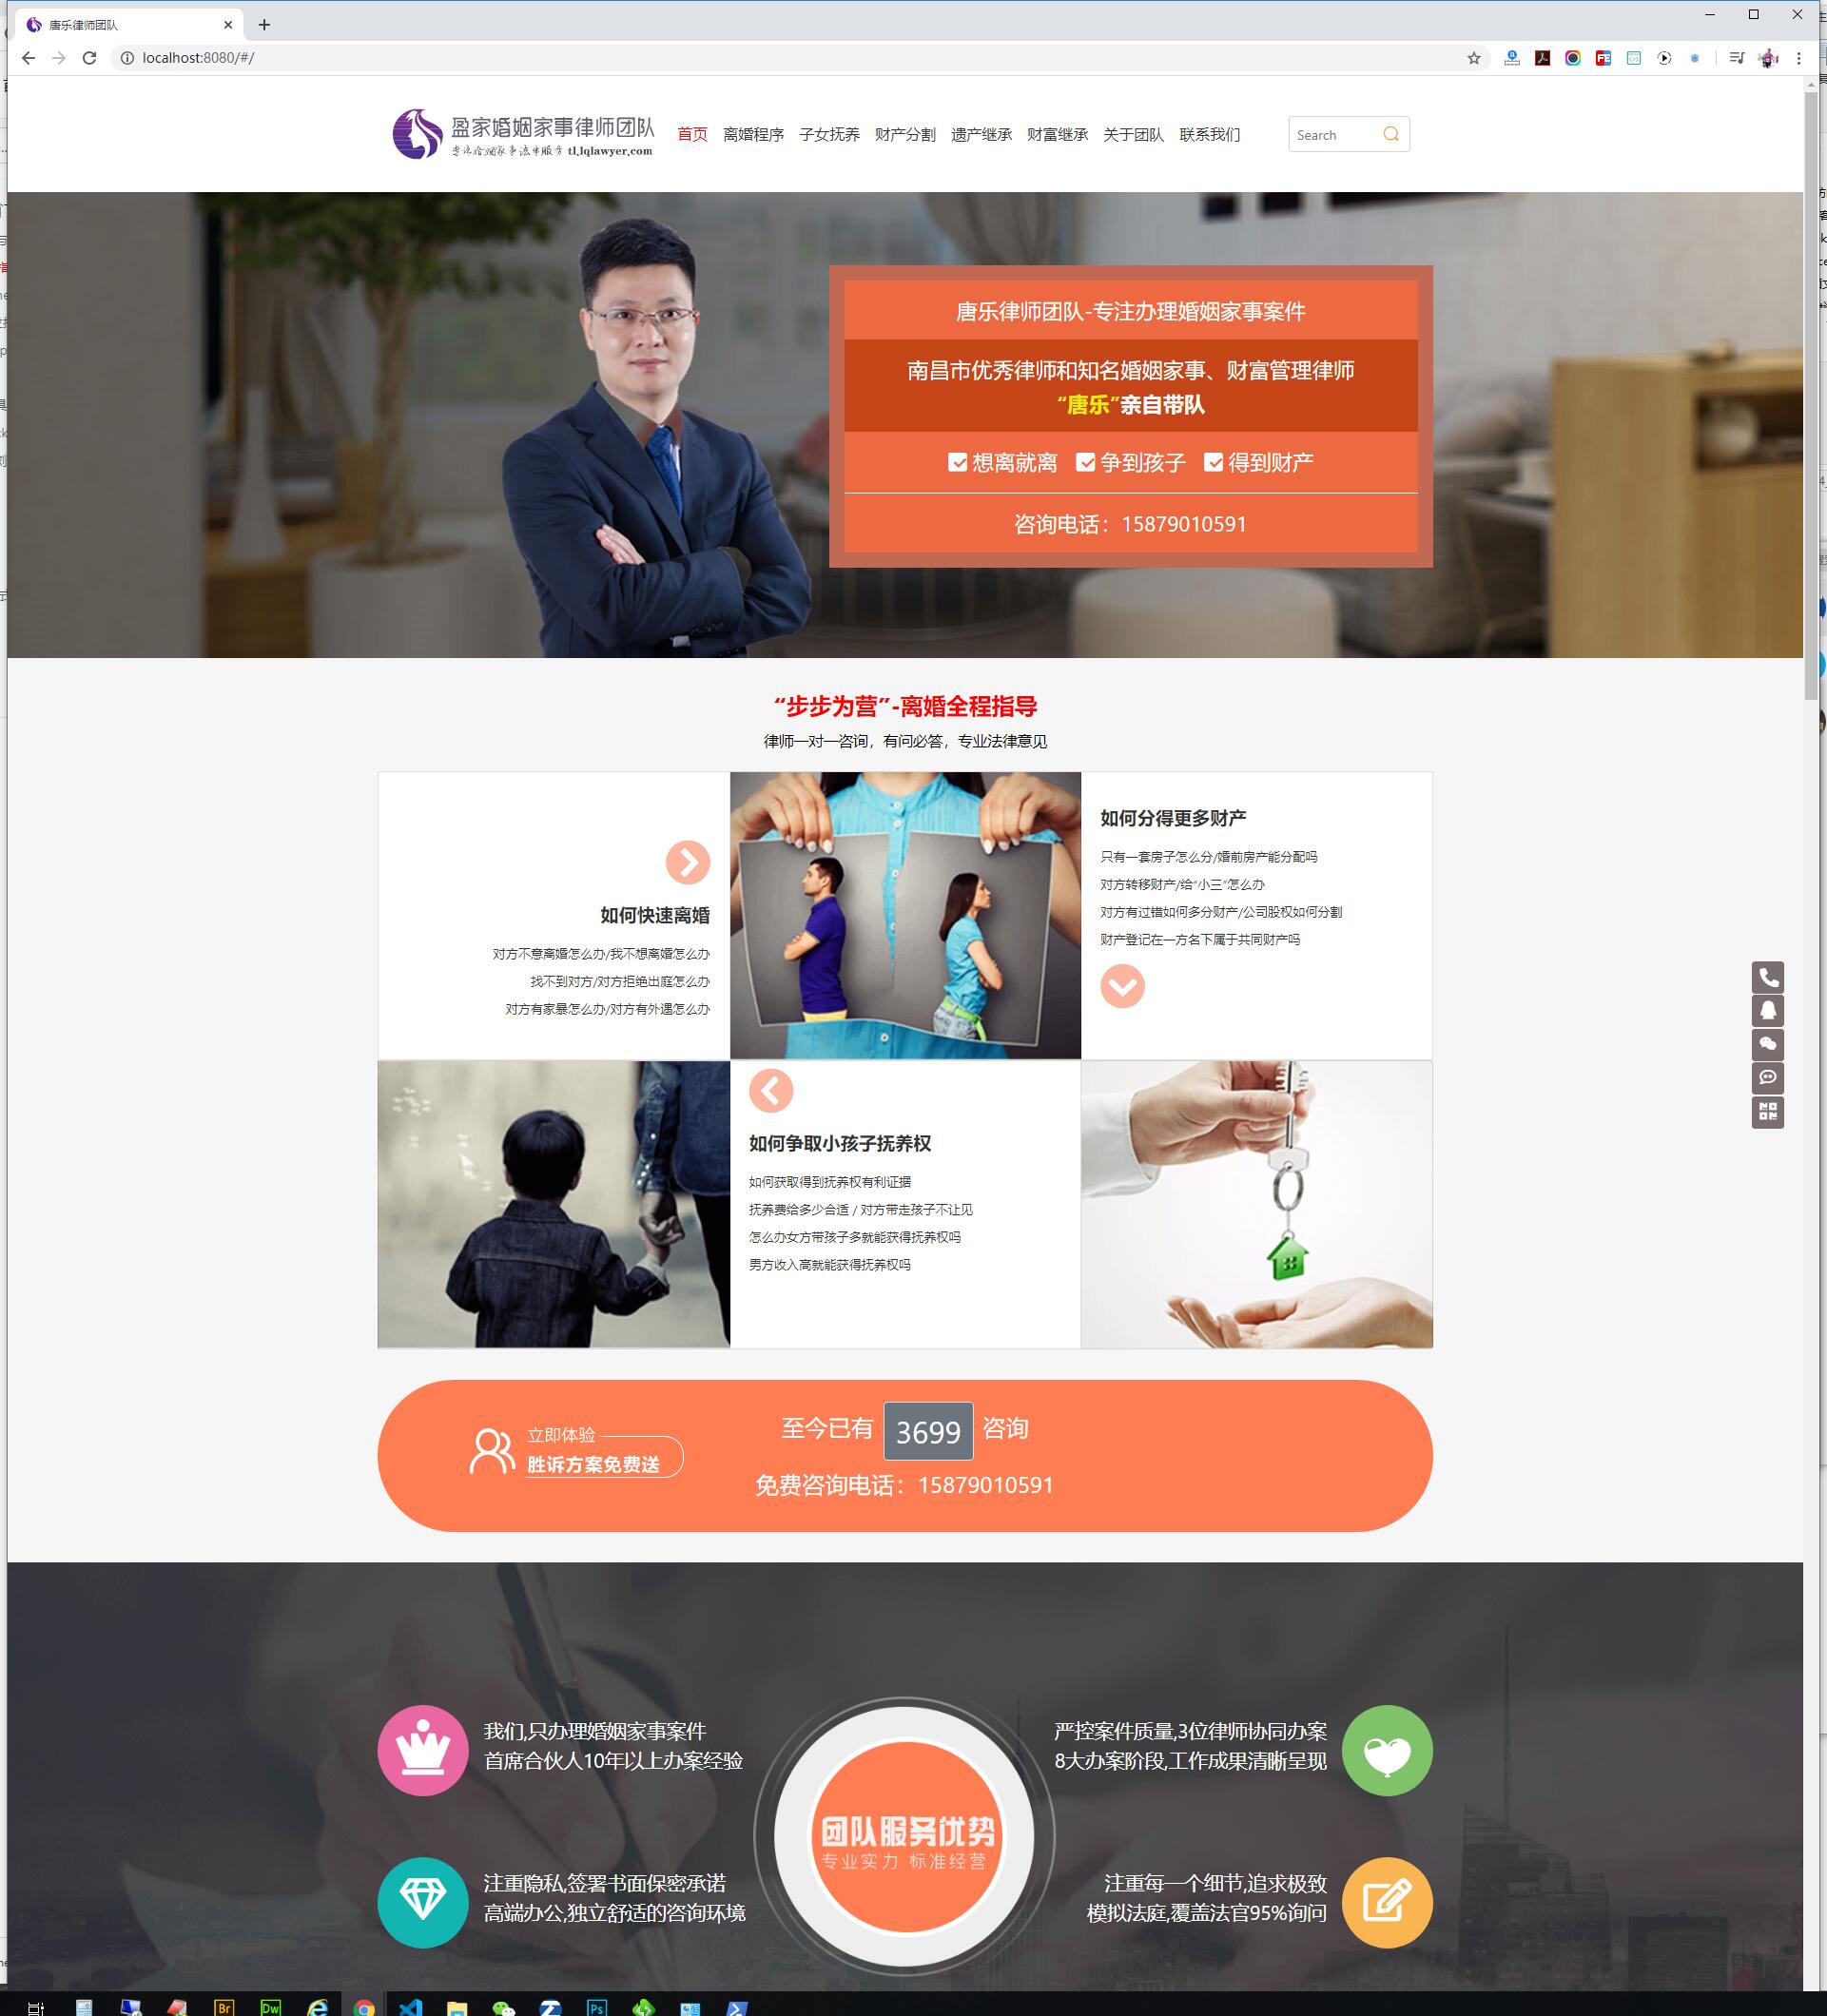 唐乐律师团队
localhost:8080/#/
盈家婚姻家事律师团队
tl.lqlawyer.com
首页 离婚程序 子女抚养 财产分割 遗产继承 财富继承 关于团队 联系我们
Search
唐乐律师团队-专注办理婚姻家事案件
南昌市优秀律师和知名婚姻家事、财富管理律师
“唐乐”亲自带队
想离就离 争到孩子 得到财产
咨询电话：15879010591
“步步为营”-离婚全程指导
律师一对一咨询，有问必答，专业法律意见
如何快速离婚
对方不意离婚怎么办/我不想离婚怎么办
找不到对方/对方拒绝出庭怎么办
对方有家暴怎么办/对方有外遇怎么办
如何分得更多财产
只有一套房子怎么分/婚前房产能分配吗
对方转移财产/给“小三”怎么办
对方有过错如何多分财产/公司股权如何分割
财产登记在一方名下属于共同财产吗
如何争取小孩子抚养权
如何获取得到抚养权有利证据
抚养费给多少合适 / 对方带走孩子不让见
怎么办女方带孩子多就能获得抚养权吗
男方收入高就能获得抚养权吗
立即体验
胜诉方案免费送
至今已有 3699 咨询
免费咨询电话：15879010591
我们,只办理婚姻家事案件
首席合伙人10年以上办案经验
严控案件质量,3位律师协同办案
8大办案阶段,工作成果清晰呈现
团队服务优势
专业实力 标准经营
注重隐私,签署书面保密承诺
高端办公,独立舒适的咨询环境
注重每一个细节,追求极致
模拟法庭,覆盖法官95%询问
Br
Dw
Ps